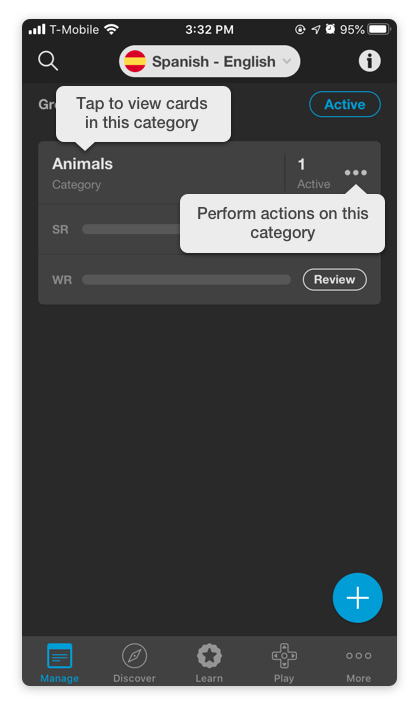 T-Mobile 3:32 PM 95%
Spanish - English
Tap to view cards
in this category
Active
Animals
Category
1
Active
Perform actions on this
category
SR
WR
Review
Manage Discover Learn Play More